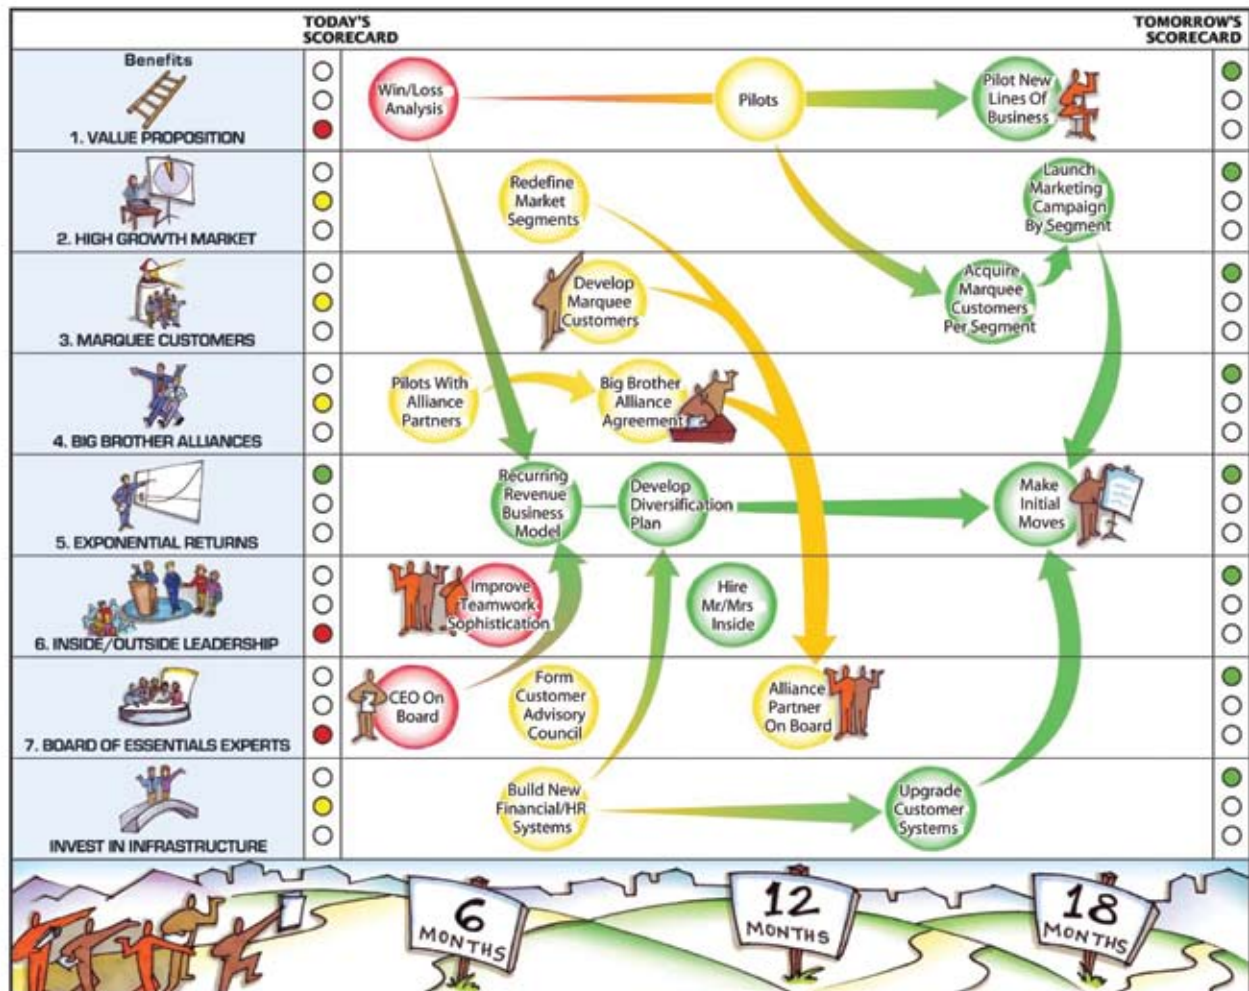 TODAY'S
SCORECARD
TOMORROW'S
SCORECARD
Benefits
1. VALUE PROPOSITION
Win/Loss
Analysis
Pilots
Pilot New
Lines Of
Business
2. HIGH GROWTH MARKET
Redefine
Market
Segments
Launch
Marketing
Campaign
By Segment
3. MARQUEE CUSTOMERS
Develop
Marquee
Customers
Acquire
Marquee
Customers
Per Segment
4. BIG BROTHER ALLIANCES
Pilots With
Alliance
Partners
Big Brother
Alliance
Agreement
5. EXPONENTIAL RETURNS
Recurring
Revenue
Business
Model
Develop
Diversification
Plan
Make
Initial
Moves
6. INSIDE/OUTSIDE LEADERSHIP
Improve
Teamwork
Sophistication
Hire
Mr/Mrs
Inside
7. BOARD OF ESSENTIALS EXPERTS
CEO On
Board
Form
Customer
Advisory
Council
Alliance
Partner
On Board
INVEST IN INFRASTRUCTURE
Build New
Financial/HR
Systems
Upgrade
Customer
Systems
6
MONTHS
12
MONTHS
18
MONTHS